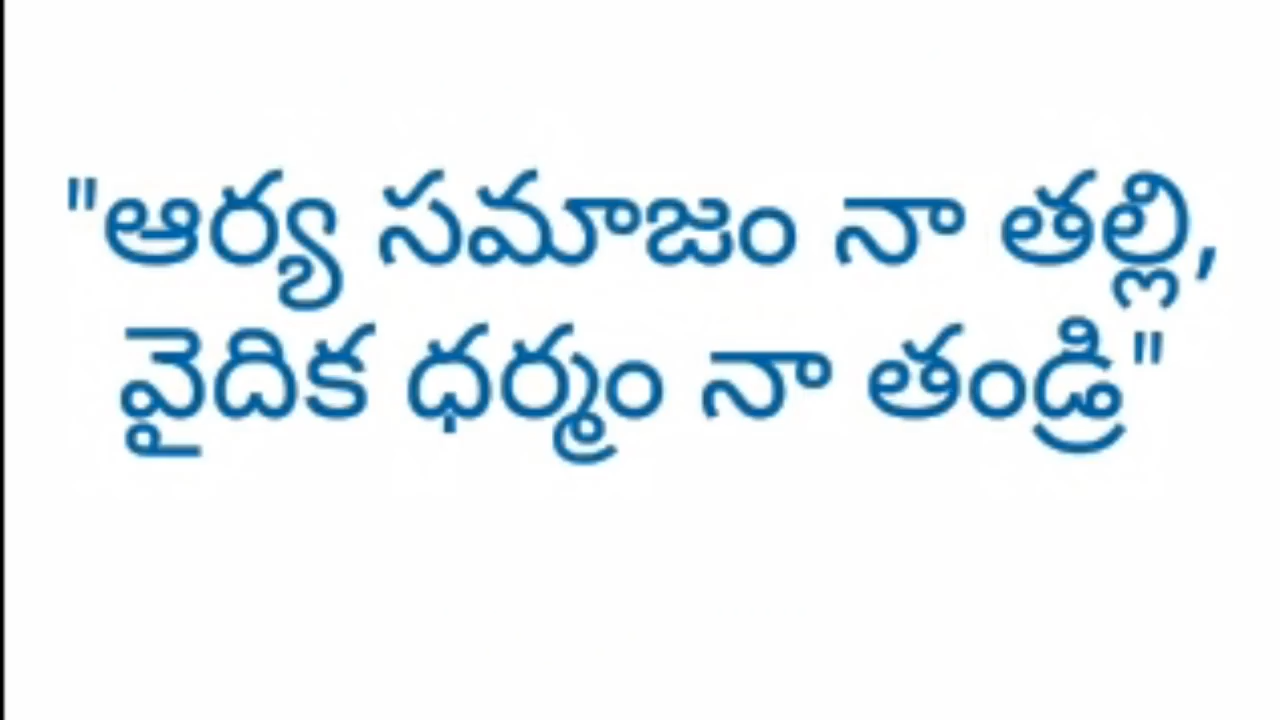 "ఆర్య సమాజం నా తల్లి,
వైదిక ధర్మం నా తండ్రి"